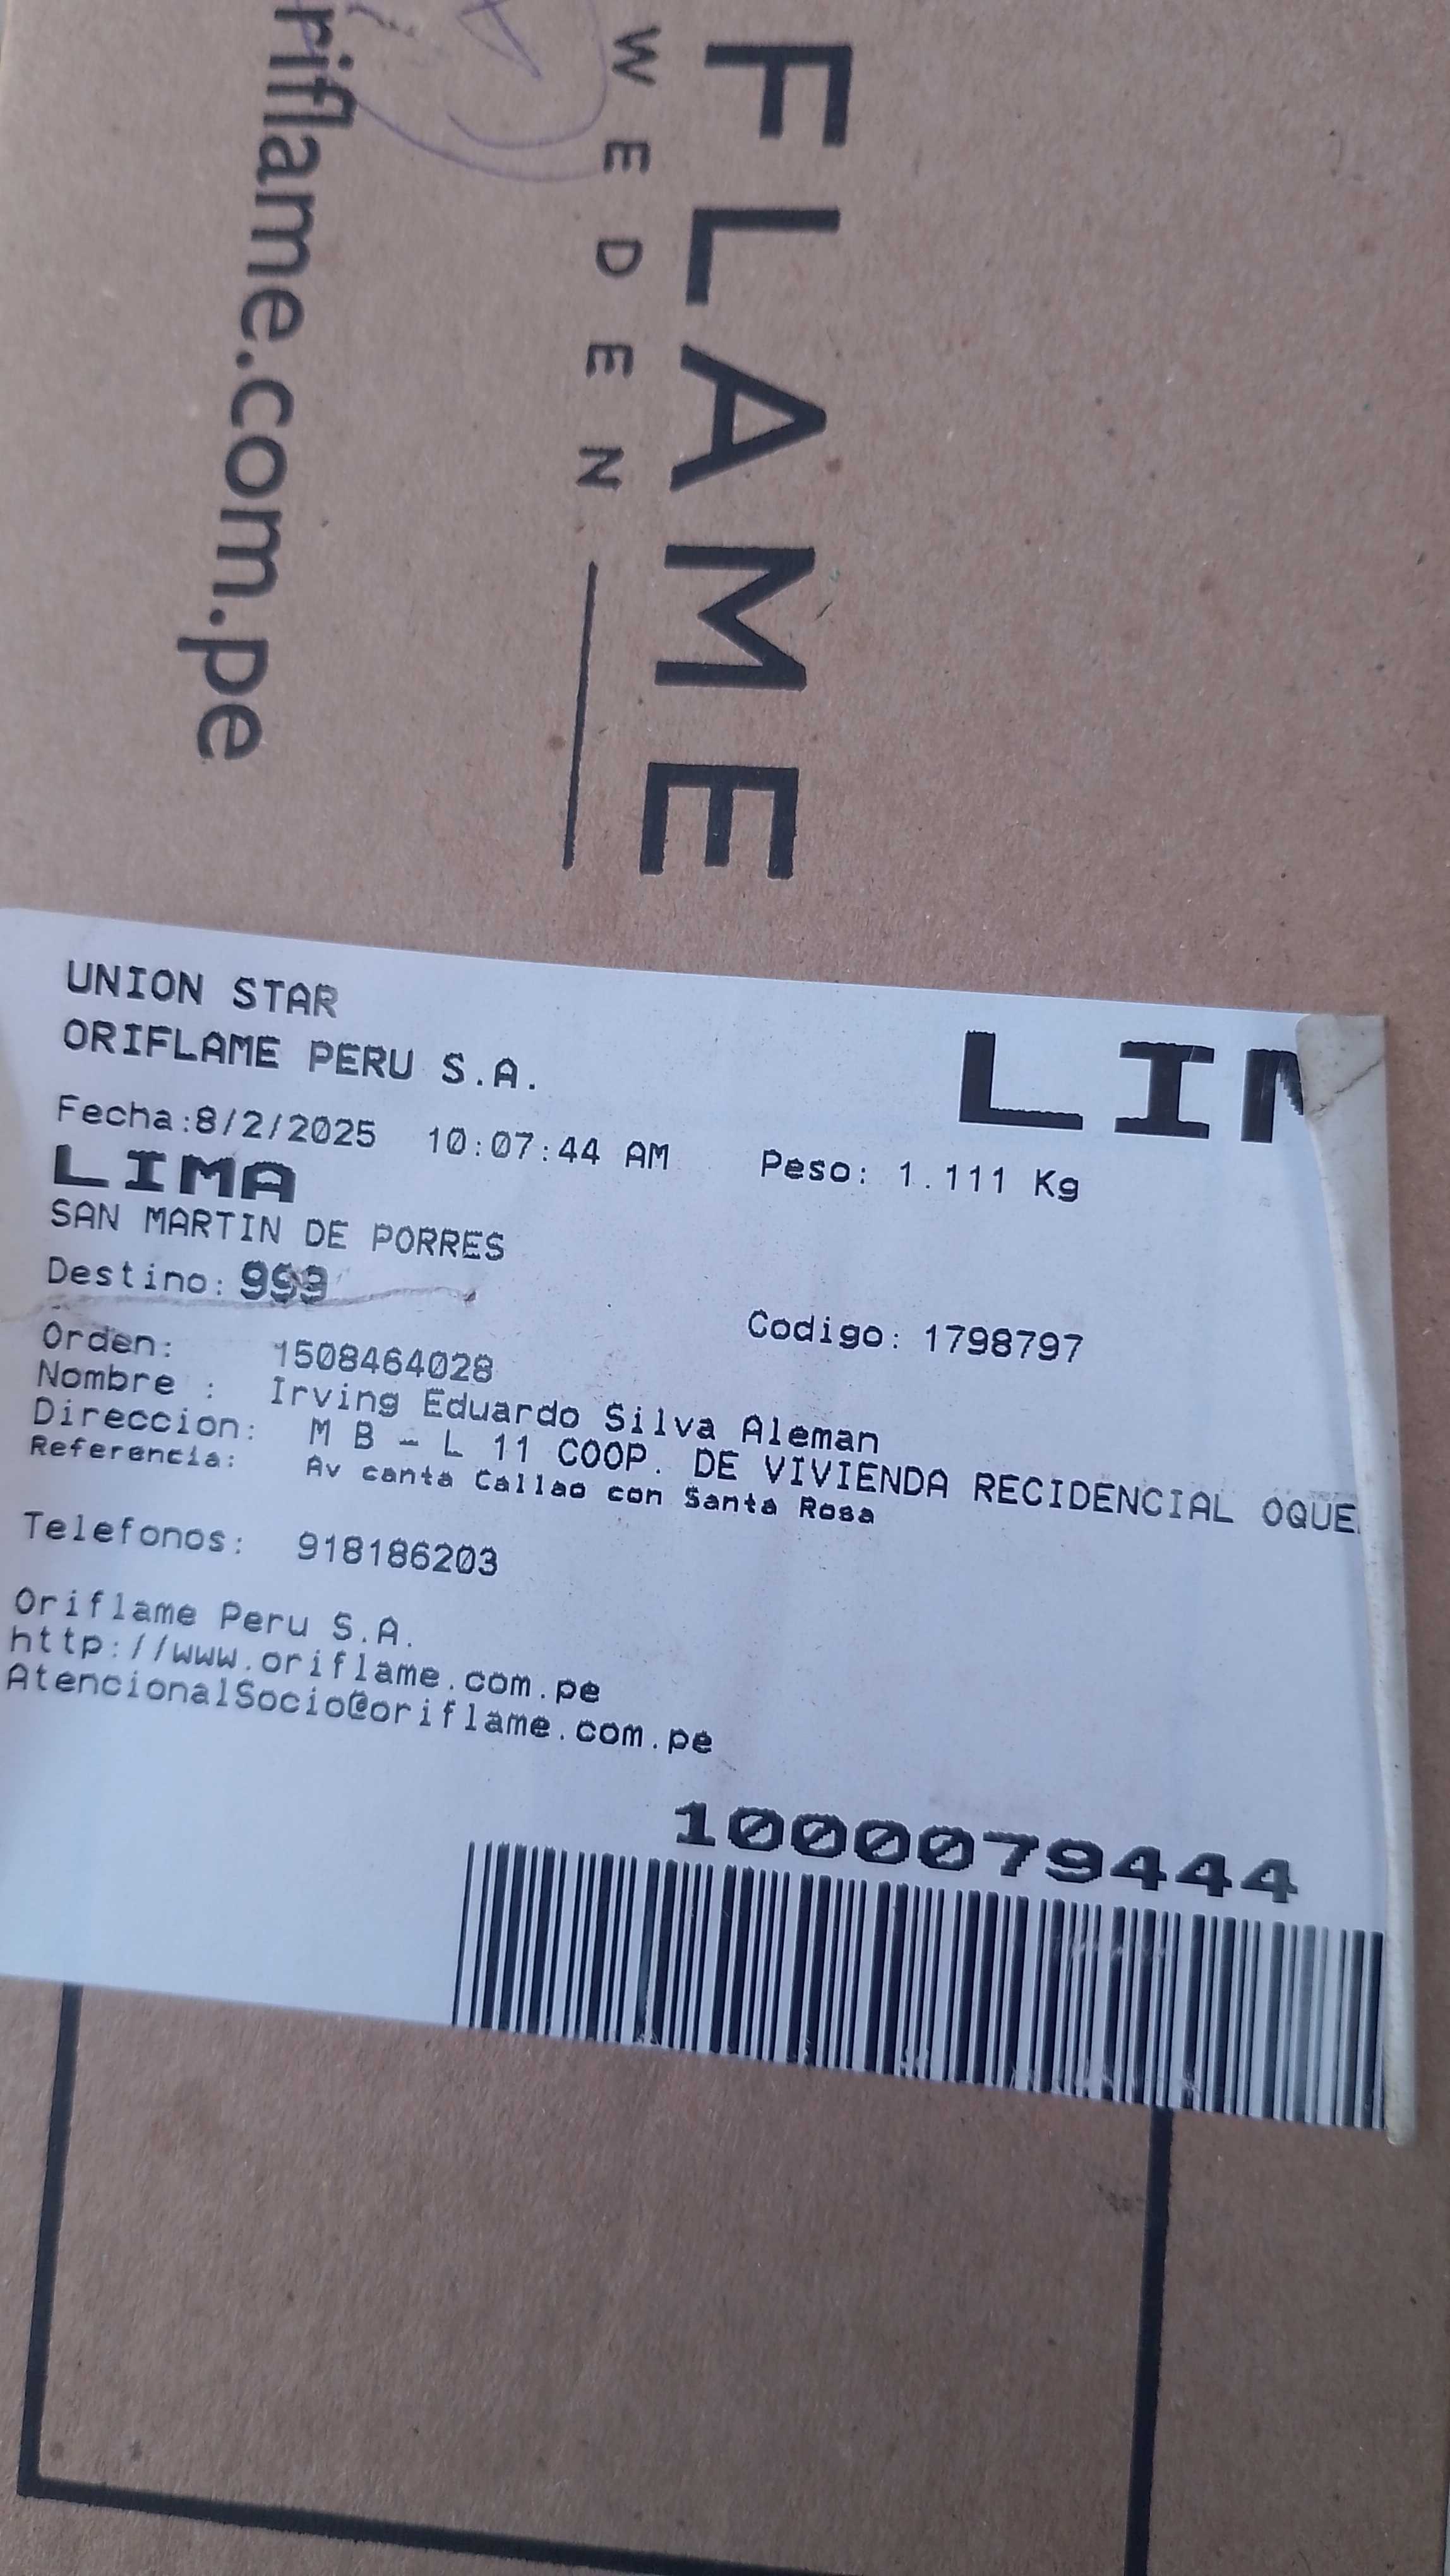 FLAME
WEDEN
riflame.com.pe
UNION STAR
ORIFLAME PERU S.A.
LIM
Fecha:8/2/2025 10:07:44 AM Peso: 1.111 Kg
LIMA
SAN MARTIN DE PORRES
Destino: 999
Codigo: 1798797
Orden: 1508464028
Nombre : Irving Eduardo Silva Aleman
Direccion: M B - L 11 COOP. DE VIVIENDA RECIDENCIAL OQUE
Referencia: Av canta Callao con Santa Rosa
Telefonos: 918186203
Oriflame Peru S.A.
http://www.oriflame.com.pe
AtencionalSocio@oriflame.com.pe
1000079444